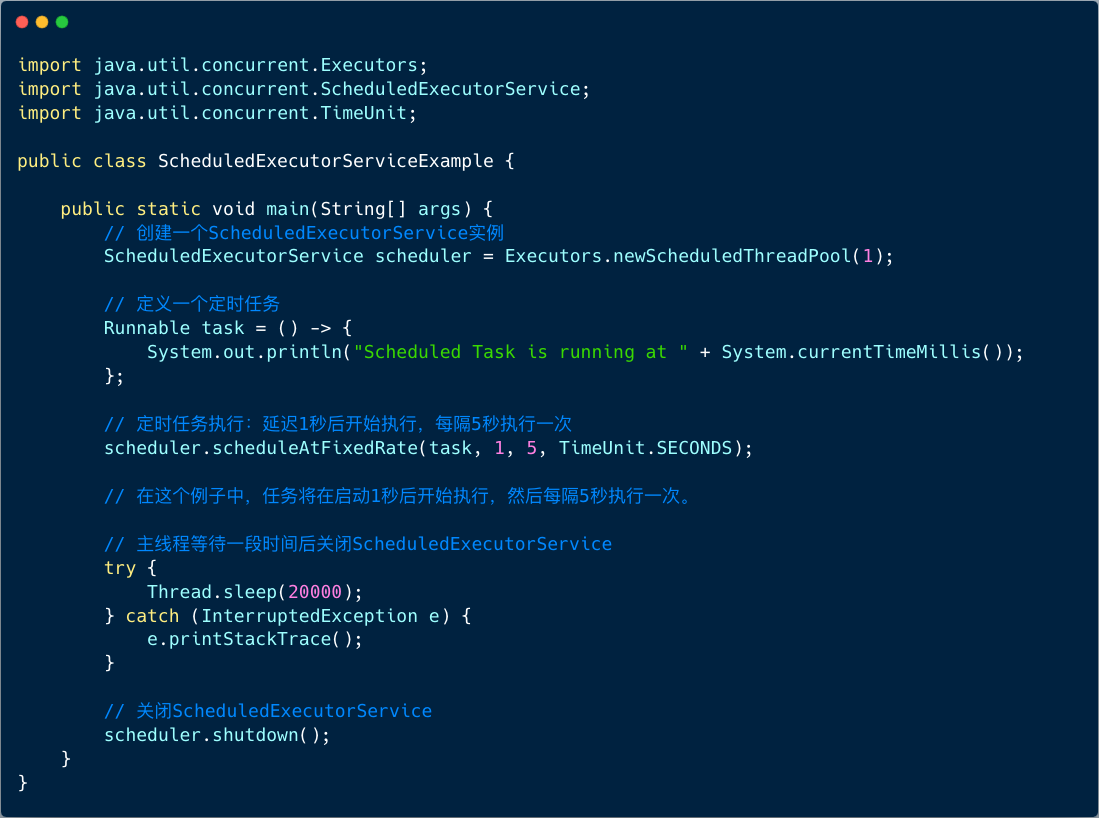 import java.util.concurrent.Executors;
import java.util.concurrent.ScheduledExecutorService;
import java.util.concurrent.TimeUnit;

public class ScheduledExecutorServiceExample {

    public static void main(String[] args) {
        // 创建一个ScheduledExecutorService实例
        ScheduledExecutorService scheduler = Executors.newScheduledThreadPool(1);

        // 定义一个定时任务
        Runnable task = () -> {
            System.out.println("Scheduled Task is running at " + System.currentTimeMillis());
        };

        // 定时任务执行：延迟1秒后开始执行，每隔5秒执行一次
        scheduler.scheduleAtFixedRate(task, 1, 5, TimeUnit.SECONDS);

        // 在这个例子中，任务将在启动1秒后开始执行，然后每隔5秒执行一次。

        // 主线程等待一段时间后关闭ScheduledExecutorService
        try {
            Thread.sleep(20000);
        } catch (InterruptedException e) {
            e.printStackTrace();
        }

        // 关闭ScheduledExecutorService
        scheduler.shutdown();
    }
}